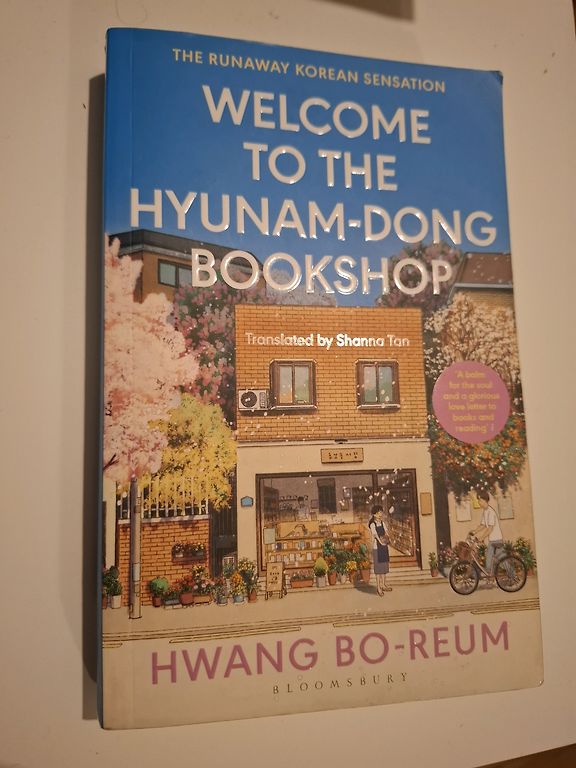 THE RUNAWAY KOREAN SENSATION
WELCOME
TO THE
HYUNAM-DONG
BOOKSHOP
Translated by Shanna Tan
'A balm
for the soul
and a glorious
love letter to
books and
reading' i
HWANG BO-REUM
BLOOMSBURY